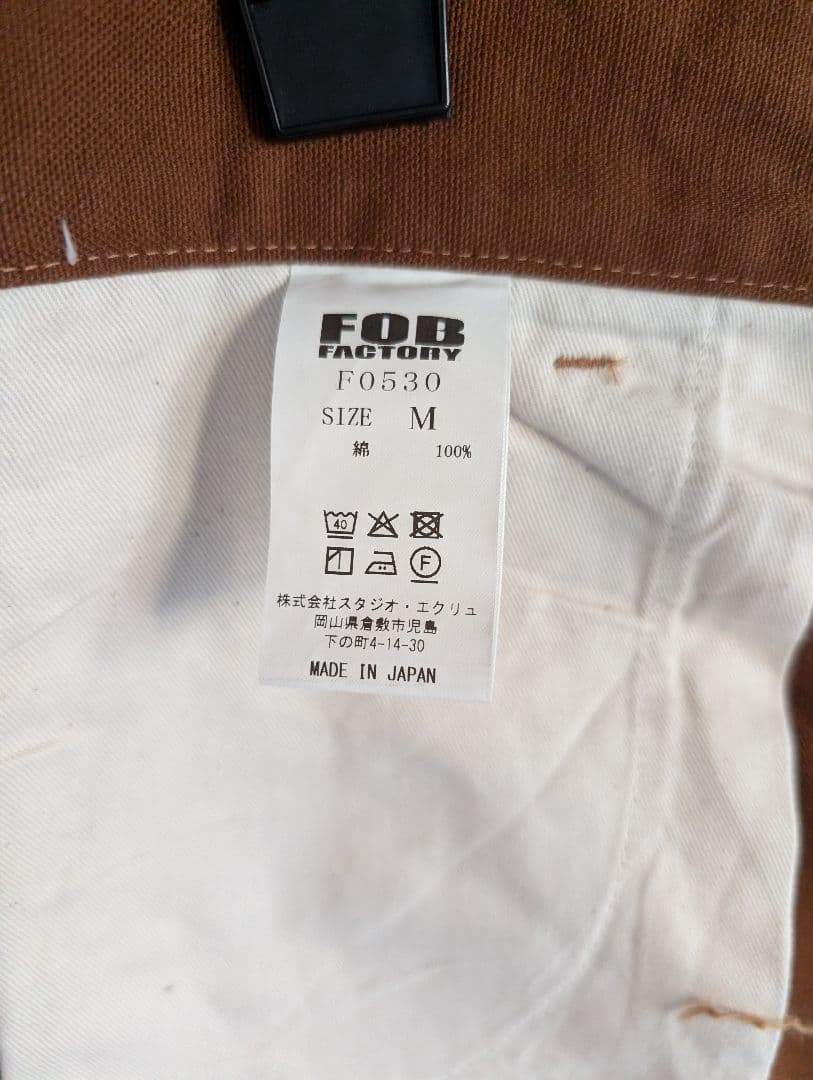 FOB
FACTORY
F0530
SIZE M
綿 100%
40
F
株式会社スタジオ・エクリュ
岡山県倉敷市児島
下の町4-14-30
MADE IN JAPAN